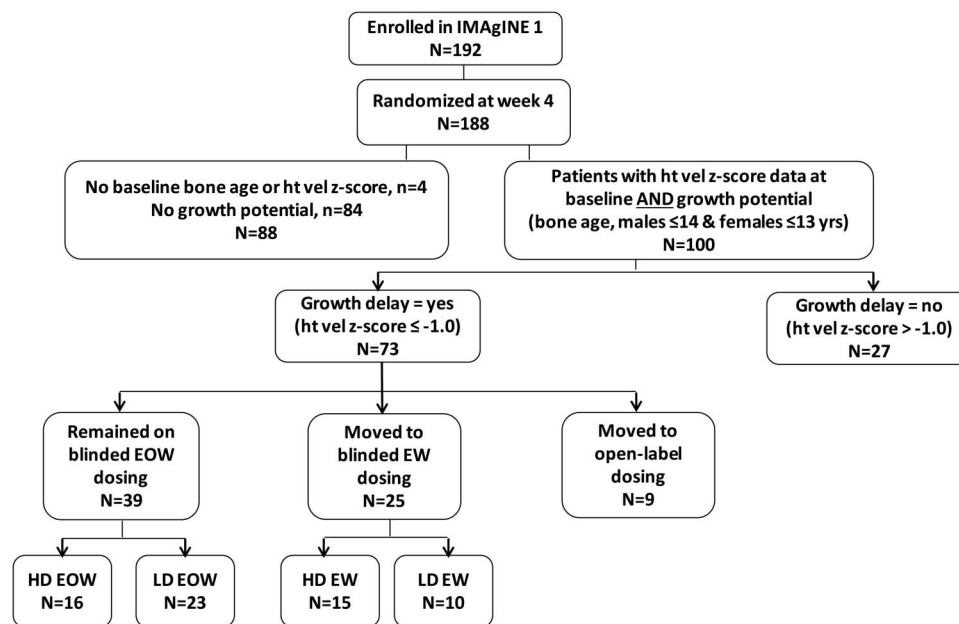 Enrolled in IMAgINE 1
N=192
Randomized at week 4
N=188
No baseline bone age or ht vel z-score, n=4
No growth potential, n=84
N=88
Patients with ht vel z-score data at
baseline AND growth potential
(bone age, males ≤14 & females ≤13 yrs)
N=100
Growth delay = yes
(ht vel z-score ≤ -1.0)
N=73
Growth delay = no
(ht vel z-score > -1.0)
N=27
Remained on
blinded EOW
dosing
N=39
Moved to
blinded EW
dosing
N=25
Moved to
open-label
dosing
N=9
HD EOW
N=16
LD EOW
N=23
HD EW
N=15
LD EW
N=10